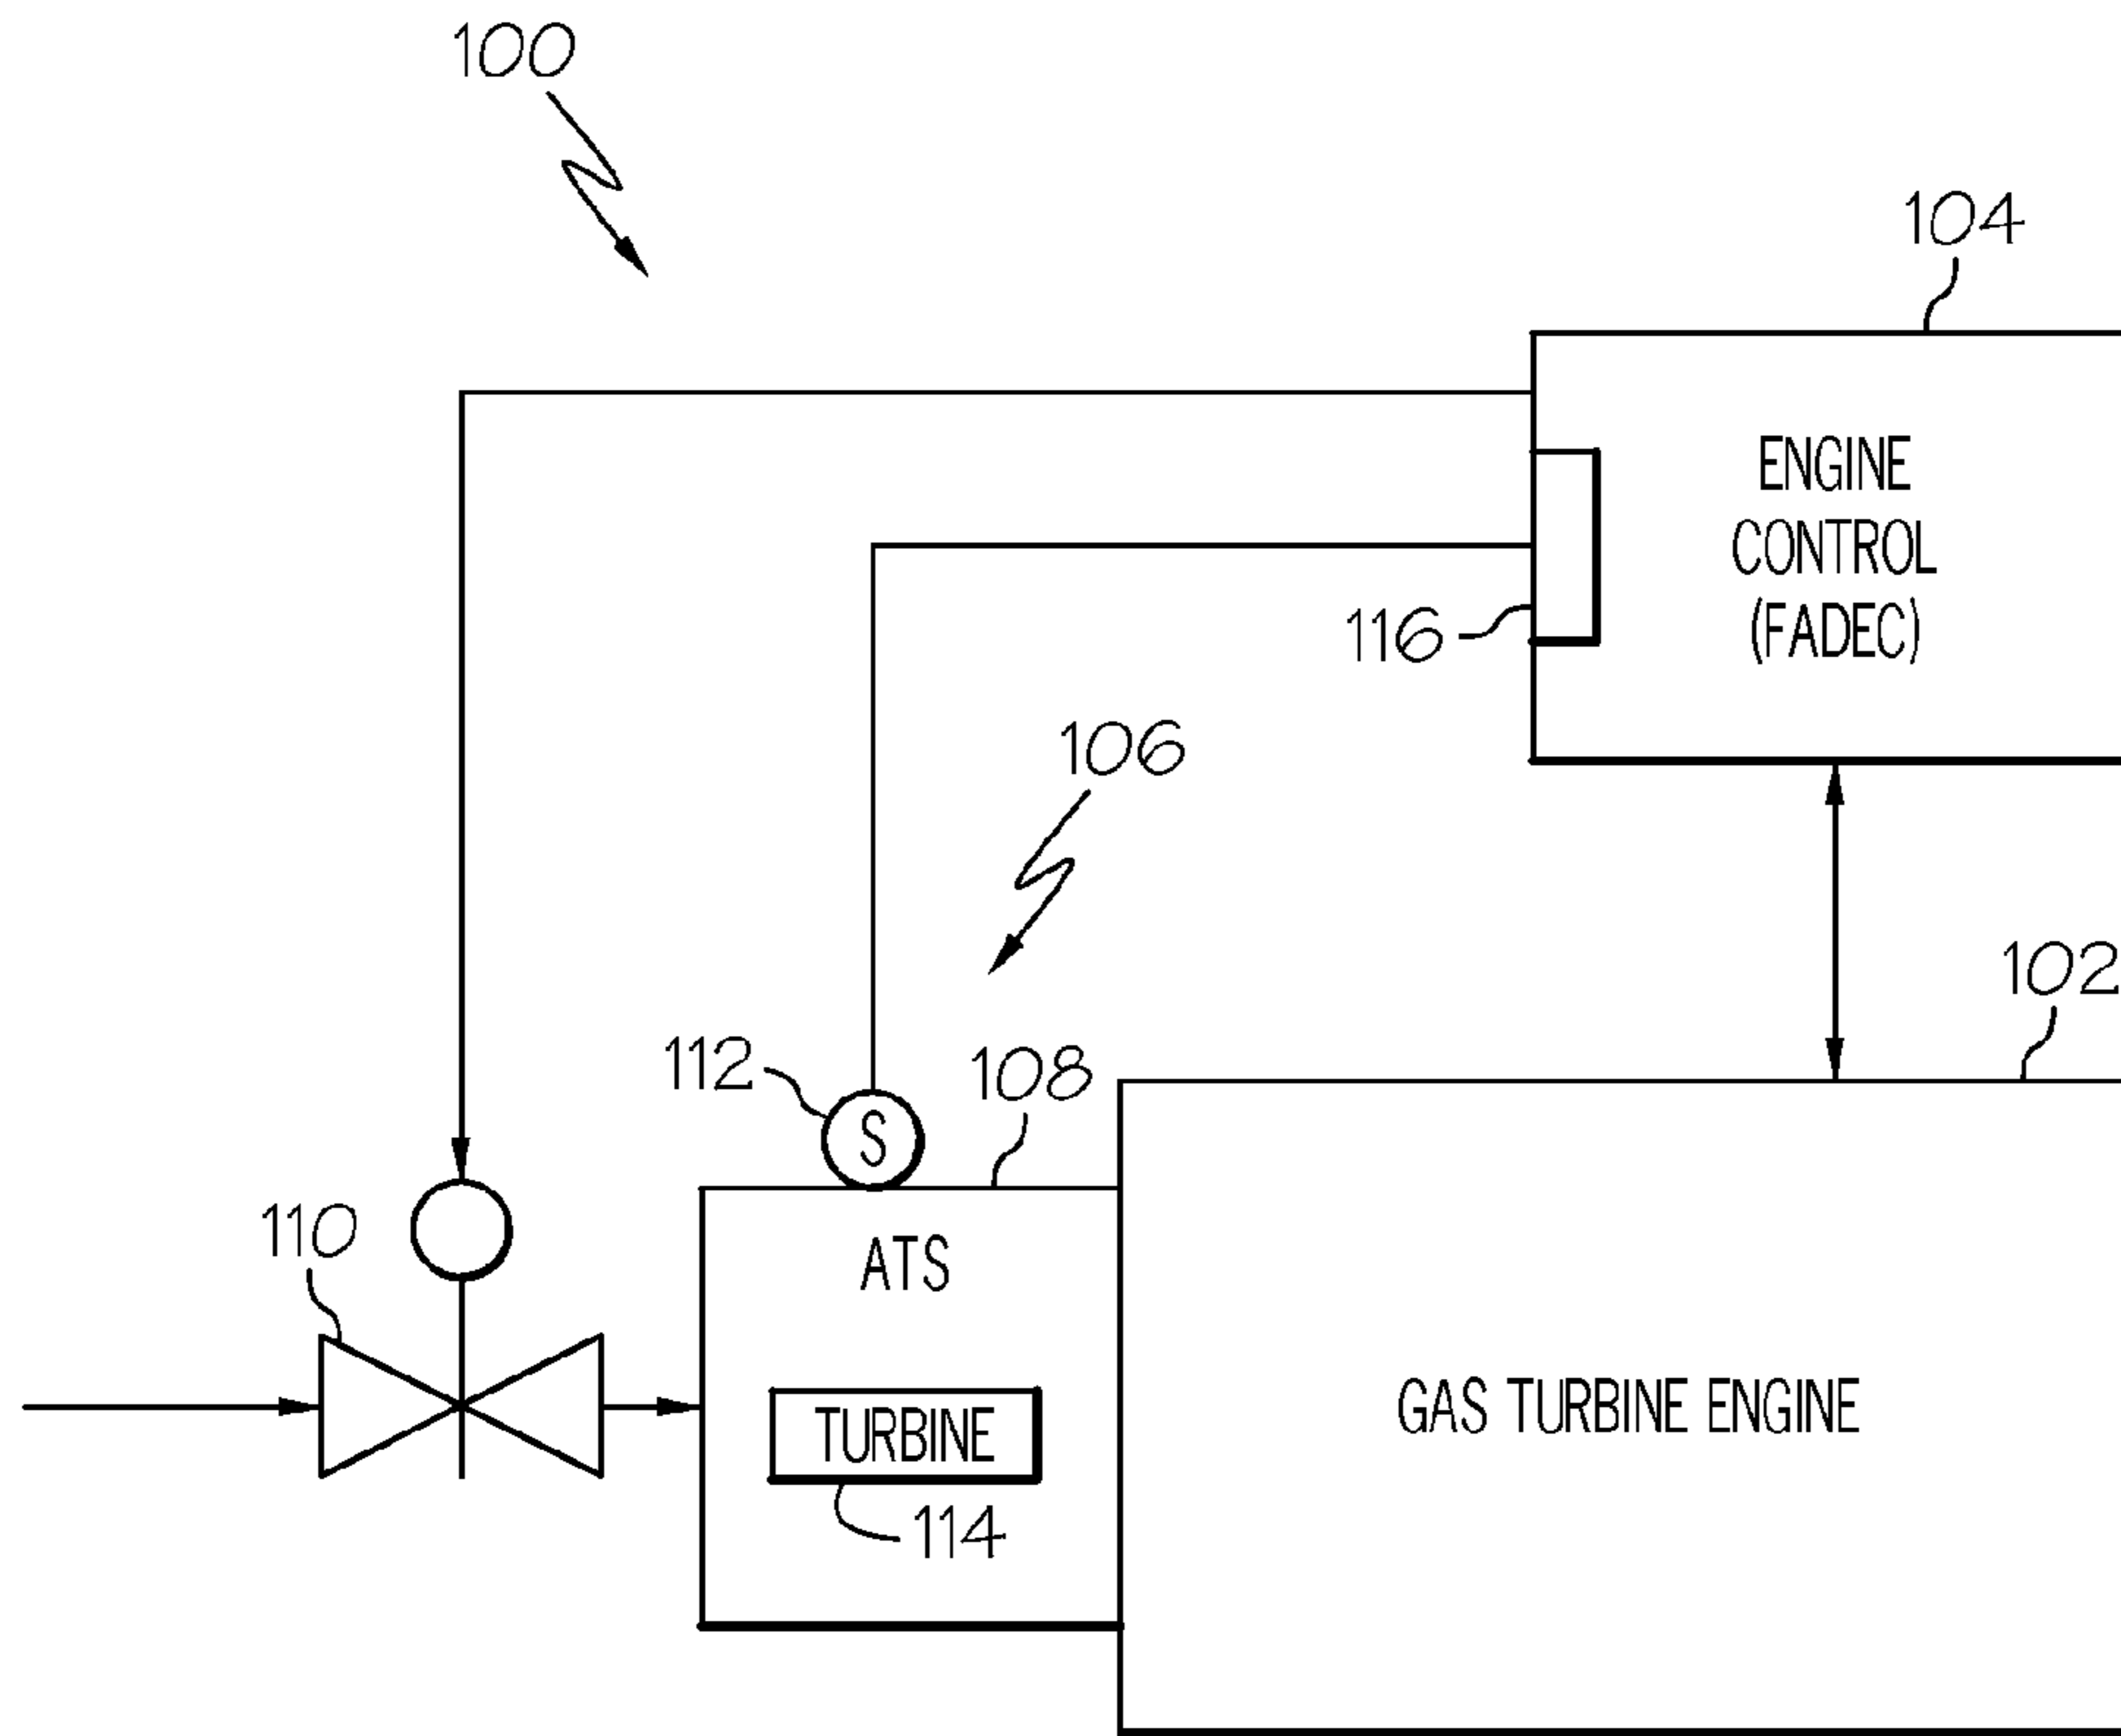 100
104
ENGINE
CONTROL
(FADEC)
116
106
102
112
108
S
110
ATS
GAS TURBINE ENGINE
TURBINE
114